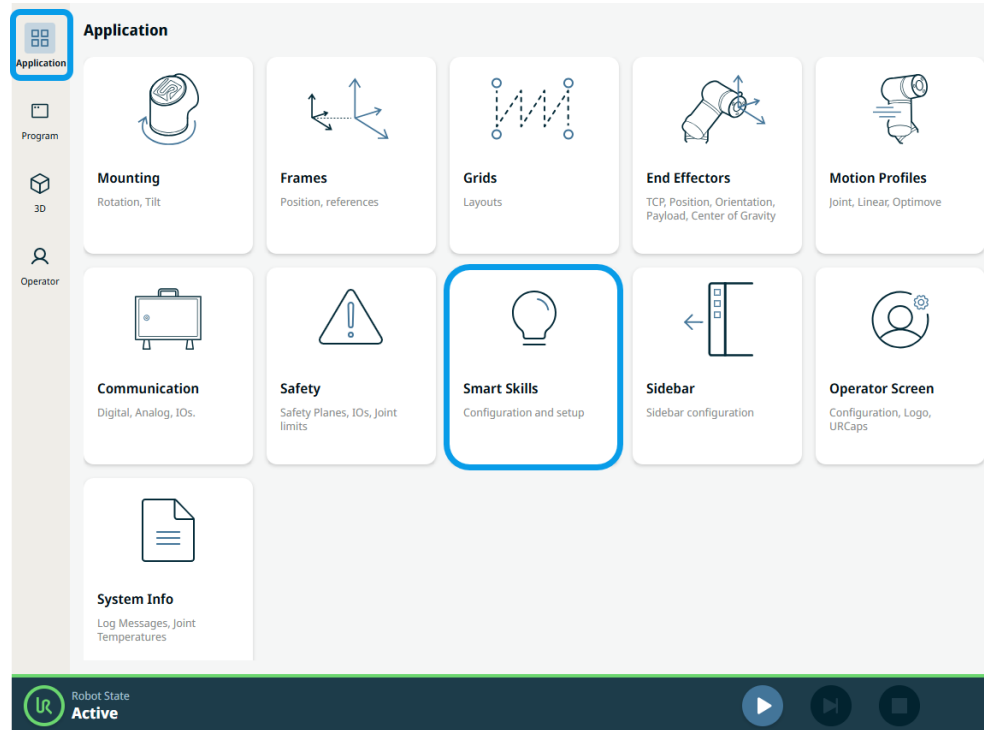 Application
Application
Program
3D
Operator
Mounting
Rotation, Tilt
Frames
Position, references
Grids
Layouts
End Effectors
TCP, Position, Orientation,
Payload, Center of Gravity
Motion Profiles
Joint, Linear, Optimove
Communication
Digital, Analog, IOs.
Safety
Safety Planes, IOs, Joint
limits
Smart Skills
Configuration and setup
Sidebar
Sidebar configuration
Operator Screen
Configuration, Logo,
URCaps
System Info
Log Messages, Joint
Temperatures
UR
Robot State
Active